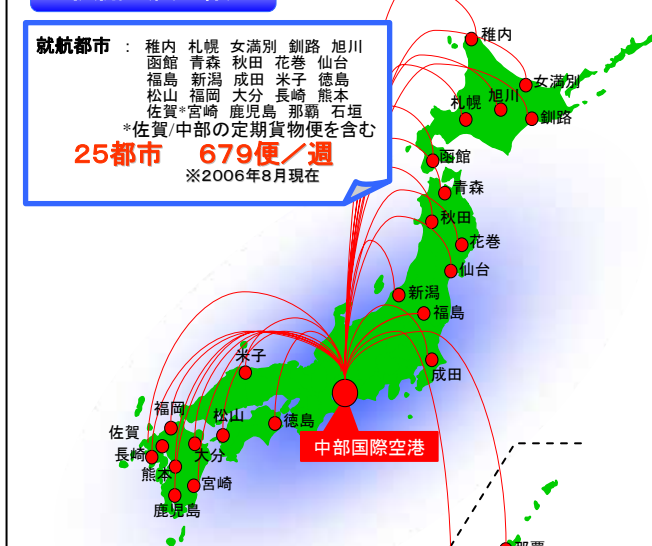 就航都市 : 稚内 札幌 女満別 釧路 旭川
函館 青森 秋田 花巻 仙台
福島 新潟 成田 米子 徳島
松山 福岡 大分 長崎 熊本
佐賀*宮崎 鹿児島 那覇 石垣
*佐賀/中部の定期貨物便を含む
25都市 679便/週
※2006年8月現在
稚内
女満別
旭川
札幌
釧路
函館
青森
秋田
花巻
仙台
新潟
福島
米子
成田
福岡
松山
徳島
佐賀
長崎
大分
中部国際空港
熊本
宮崎
鹿児島
那覇